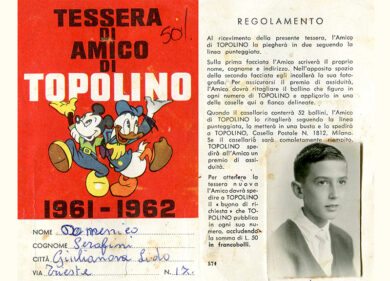 TESSERA
DI
AMICO
DI
TOPOLINO
50/.
1961-1962
NOME Domenico
COGNOME Serafini
CITTÀ Giulianova Lido
VIA Trieste N. 17.
REGOLAMENTO
Al ricevimento della presente tessera, l'Amico
di TOPOLINO la piegherà in due seguendo la
linea punteggiata.
Sulla prima facciata l'Amico scriverà il proprio
nome, cognome e indirizzo. Nell'apposito spazio
della seconda facciata egli incollerà la sua foto-
grafia. Per assicurarsi il premio di assiduità,
l'Amico dovrà ritagliare il bollino che figura in
ogni numero di TOPOLINO e applicarlo in una
delle caselle qui a fianco delineate.
Quando il casellario conterrà 52 bollini, l'Amico
di TOPOLINO lo ritaglierà seguendo la linea
punteggiata, lo metterà in una busta e lo spedirà
a TOPOLINO, Casella Postale N. 1812, Milano.
Se il casellario sarà completamente riempito,
TOPOLINO spe-
dirà all'Amico un
premio di assi-
duità.
Per ottenere la
tessera nuova
l'Amico dovrà spe-
dire a TOPOLINO
il «buono di ri-
chiesta» che TO-
POLINO pubblica
in ogni suo nu-
mero, accludendo
la somma di L. 50
in francobolli.
574